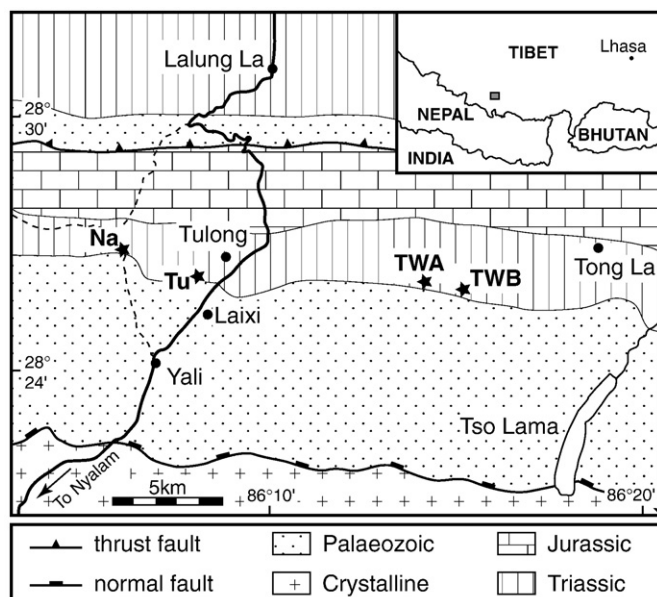 Lalung La
TIBET
Lhasa
NEPAL
BHUTAN
INDIA
28°
30'
Na
Tulong
Tu
TWA
TWB
Tong La
Laixi
28°
24'
Yali
Tso Lama
To Nyalam
5km
86°10'
86°20'
thrust fault
Palaeozoic
Jurassic
normal fault
Crystalline
Triassic